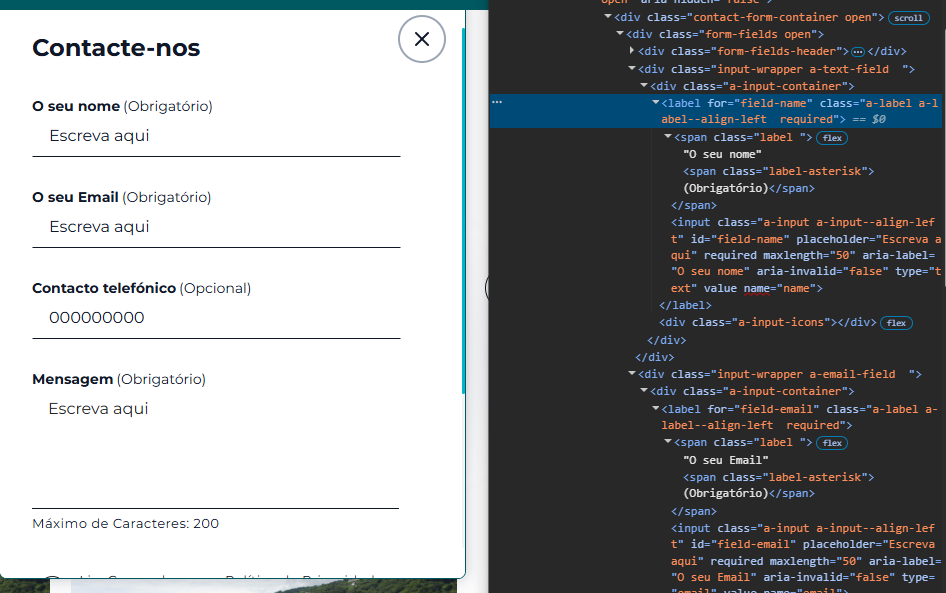 Contacte-nos
O seu nome (Obrigatório)
Escreva aqui
O seu Email (Obrigatório)
Escreva aqui
Contacto telefónico (Opcional)
000000000
Mensagem (Obrigatório)
Escreva aqui
Máximo de Caracteres: 200
<div class="contact-form-container open"> scroll
<div class="form-fields open">
<div class="form-fields-header">…</div>
<div class="input-wrapper a-text-field  ">
<div class="a-input-container">
… <label for="field-name" class="a-label a-l
abel--align-left  required"> == $0
<span class="label "> flex
"O seu nome"
<span class="label-asterisk">
(Obrigatório)</span>
</span>
<input class="a-input a-input--align-lef
t" id="field-name" placeholder="Escreva a
qui" required maxlength="50" aria-label=
"O seu nome" aria-invalid="false" type="t
ext" value name="name">
</label>
<div class="a-input-icons"></div> flex
</div>
</div>
<div class="input-wrapper a-email-field  ">
<div class="a-input-container">
<label for="field-email" class="a-label a-
label--align-left  required">
<span class="label "> flex
"O seu Email"
<span class="label-asterisk">
(Obrigatório)</span>
</span>
<input class="a-input a-input--align-lef
t" id="field-email" placeholder="Escreva
aqui" required maxlength="50" aria-label=
"O seu Email" aria-invalid="false" type=